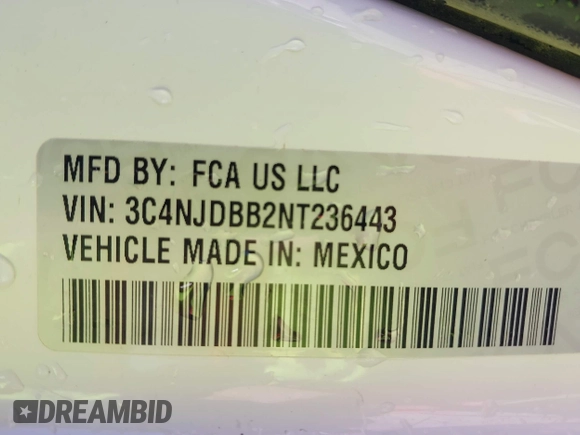 MFD BY: FCA US LLC
VIN: 3C4NJDBB2NT236443
VEHICLE MADE IN: MEXICO
DREAMBID